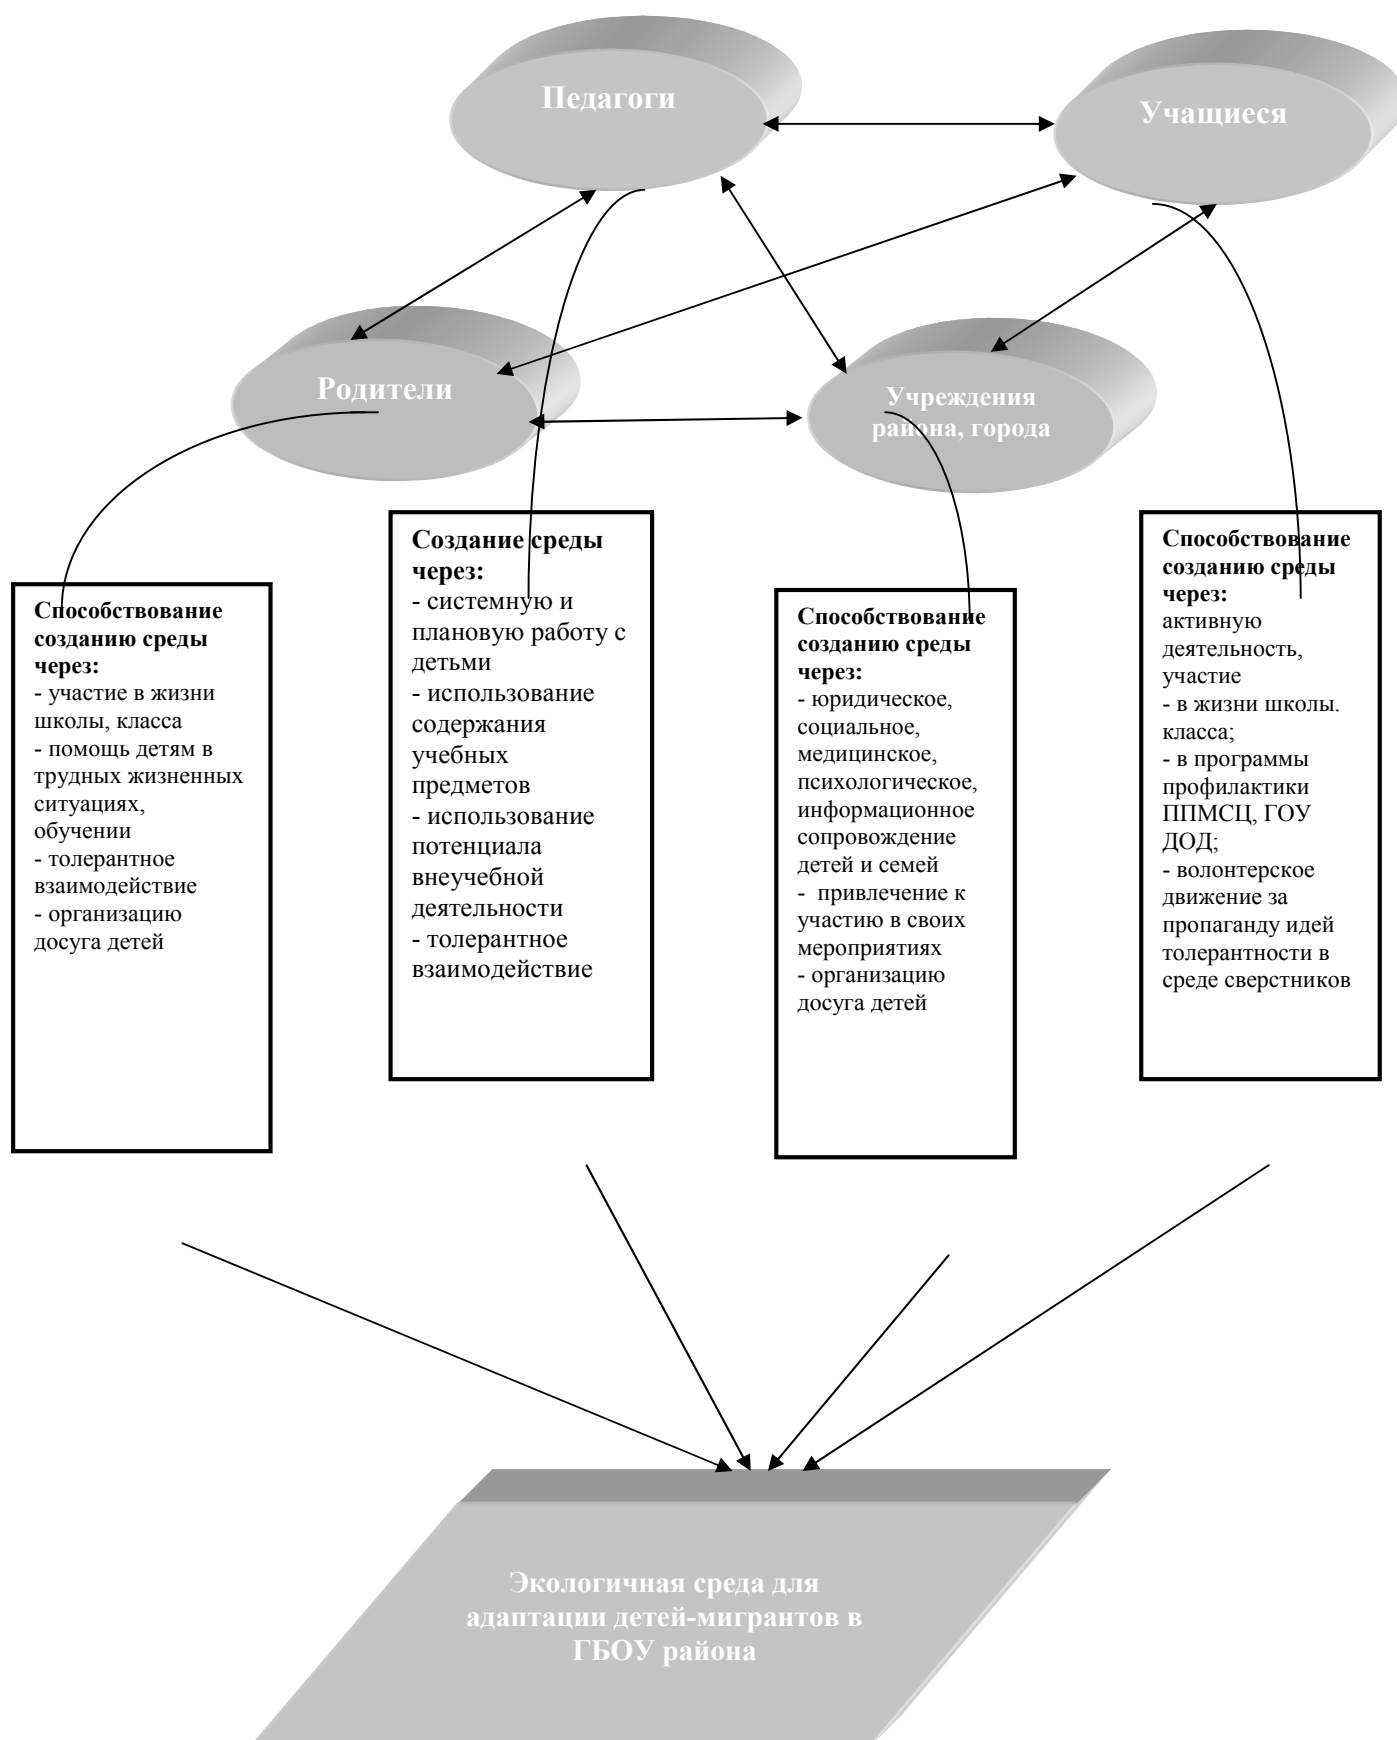 Педагоги
Учащиеся
Родители
Учреждения
района, города
Способствование
созданию среды
через:
- участие в жизни
школы, класса
- помощь детям в
трудных жизненных
ситуациях,
обучении
- толерантное
взаимодействие
- организацию
досуга детей
Создание среды
через:
- системную и
плановую работу с
детьми
- использование
содержания
учебных
предметов
- использование
потенциала
внеучебной
деятельности
- толерантное
взаимодействие
Способствование
созданию среды
через:
- юридическое,
социальное,
медицинское,
психологическое,
информационное
сопровождение
детей и семей
- привлечение к
участию в своих
мероприятиях
- организацию
досуга детей
Способствование
созданию среды
через:
активную
деятельность,
участие
- в жизни школы.
класса;
- в программы
профилактики
ППМСЦ, ГОУ
ДОД;
- волонтерское
движение за
пропаганду идей
толерантности в
среде сверстников
Экологичная среда для
адаптации детей-мигрантов в
ГБОУ района